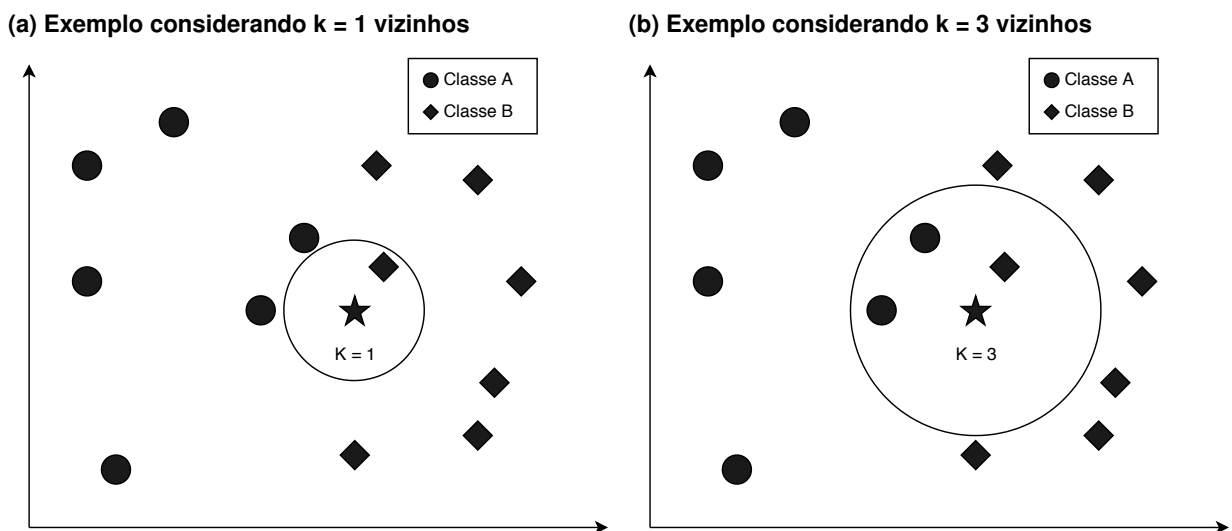 (a) Exemplo considerando k = 1 vizinhos
Classe A
Classe B
K = 1
(b) Exemplo considerando k = 3 vizinhos
Classe A
Classe B
K = 3